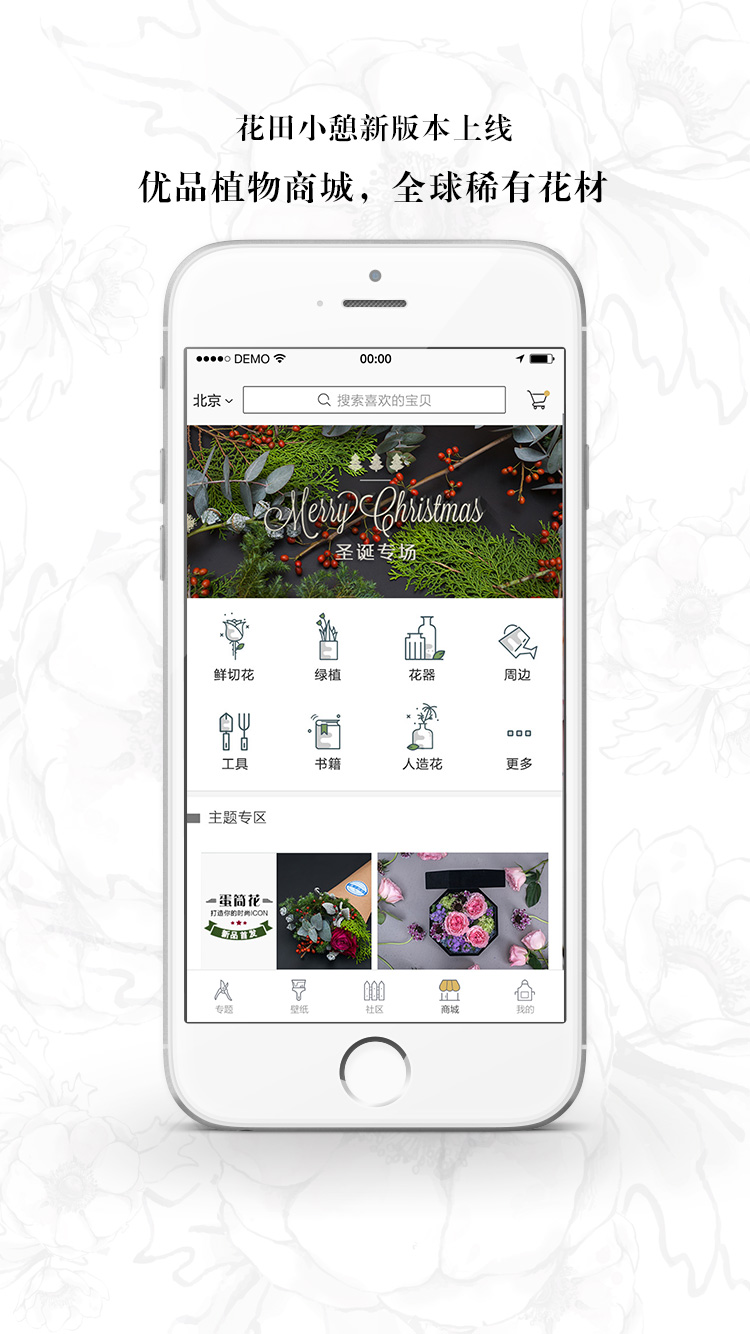 花田小憩新版本上线
优品植物商城，全球稀有花材
DEMO 00:00
北京 搜索喜欢的宝贝
Merry Christmas
圣诞专场
鲜切花 绿植 花器 周边
工具 书籍 人造花 更多
主题专区
蛋筒花
打造你的时尚ICON
新品首发
专题 壁纸 社区 商城 我的